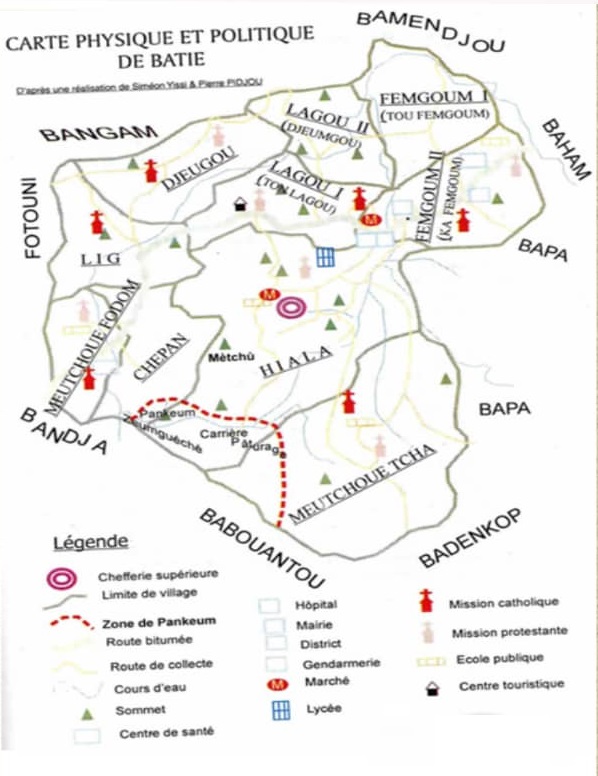 CARTE PHYSIQUE ET POLITIQUE
DE BATIE
D'après une réalisation de Siméon Yissi & Pierre PIDJOU
BAMENDJOU
BANGAM
BAHAM
FOTOUNI
BAPA
BAPA
BANDJA
BABOUANTOU
BADENKOP
FEMGOUM I
(TOU FEMGOUM)
LAGOU II
(DJEUMGOU)
DJEUGOU
LAGOU I
(TON LAGOU)
FEMGOUM II
(KA FEMGOUM)
M
LIG
M
MEUTCHOUE FODOM
CHEPAN
Mètchù
HIALA
Pankeum
Zeumguèchè
Carrière
Pâturage
MEUTCHOUE TCHA
Légende
Chefferie supérieure
Limite de village
Zone de Pankeum
Route bitumée
Route de collecte
Cours d'eau
Sommet
Centre de santé
Hôpital
Mairie
District
Gendarmerie
M Marché
Lycée
Mission catholique
Mission protestante
Ecole publique
Centre touristique